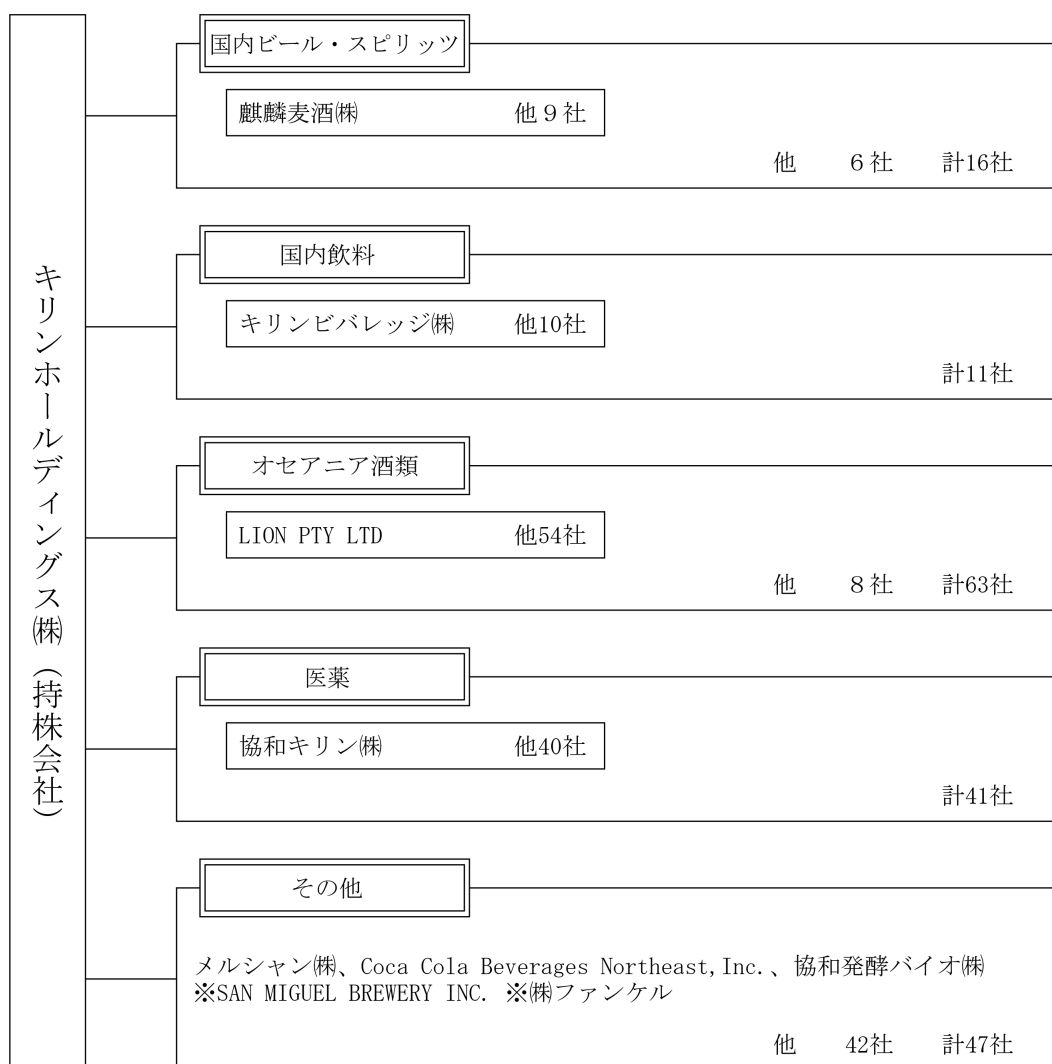 キリンホールディングス㈱（持株会社）
国内ビール・スピリッツ
麒麟麦酒㈱ 他９社
他 ６社 計16社
国内飲料
キリンビバレッジ㈱ 他10社
計11社
オセアニア酒類
LION PTY LTD 他54社
他 ８社 計63社
医薬
協和キリン㈱ 他40社
計41社
その他
メルシャン㈱、Coca Cola Beverages Northeast,Inc.、協和発酵バイオ㈱
※SAN MIGUEL BREWERY INC. ※㈱ファンケル
他 42社 計47社